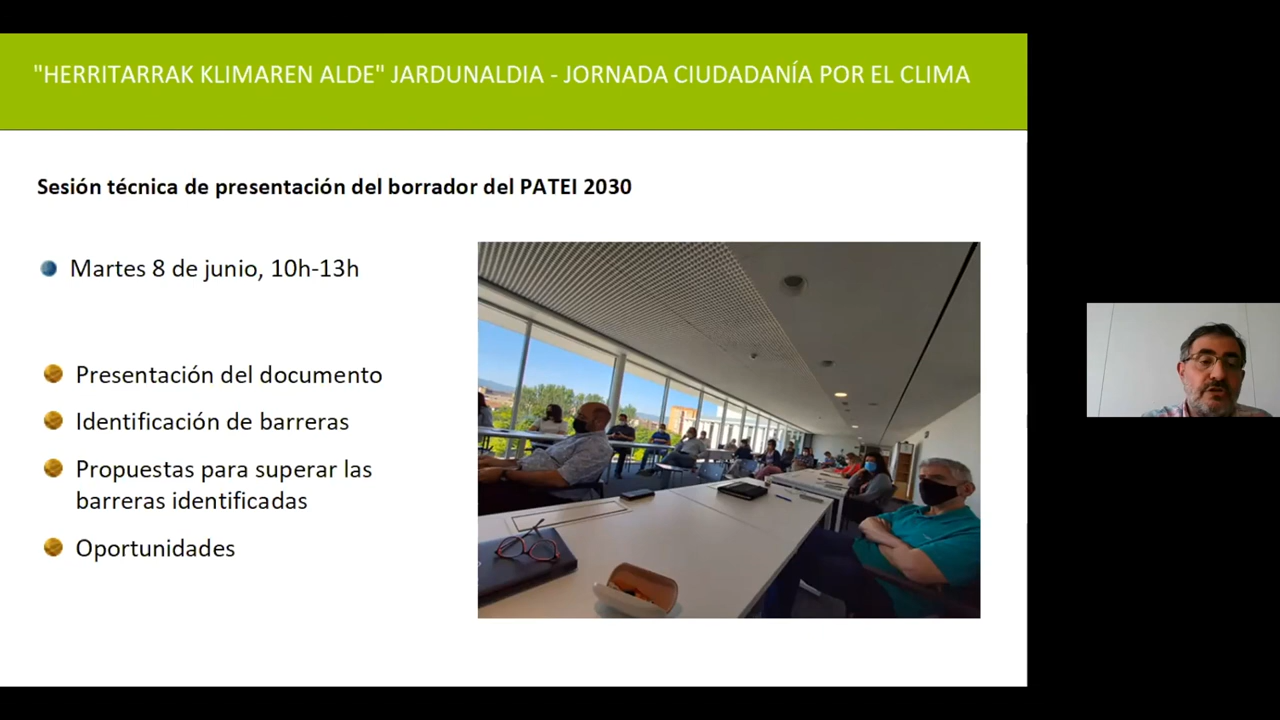 "HERRITARRAK KLIMAREN ALDE" JARDUNALDIA - JORNADA CIUDADANÍA POR EL CLIMA
Sesión técnica de presentación del borrador del PATEI 2030
Martes 8 de junio, 10h-13h
Presentación del documento
Identificación de barreras
Propuestas para superar las
barreras identificadas
Oportunidades